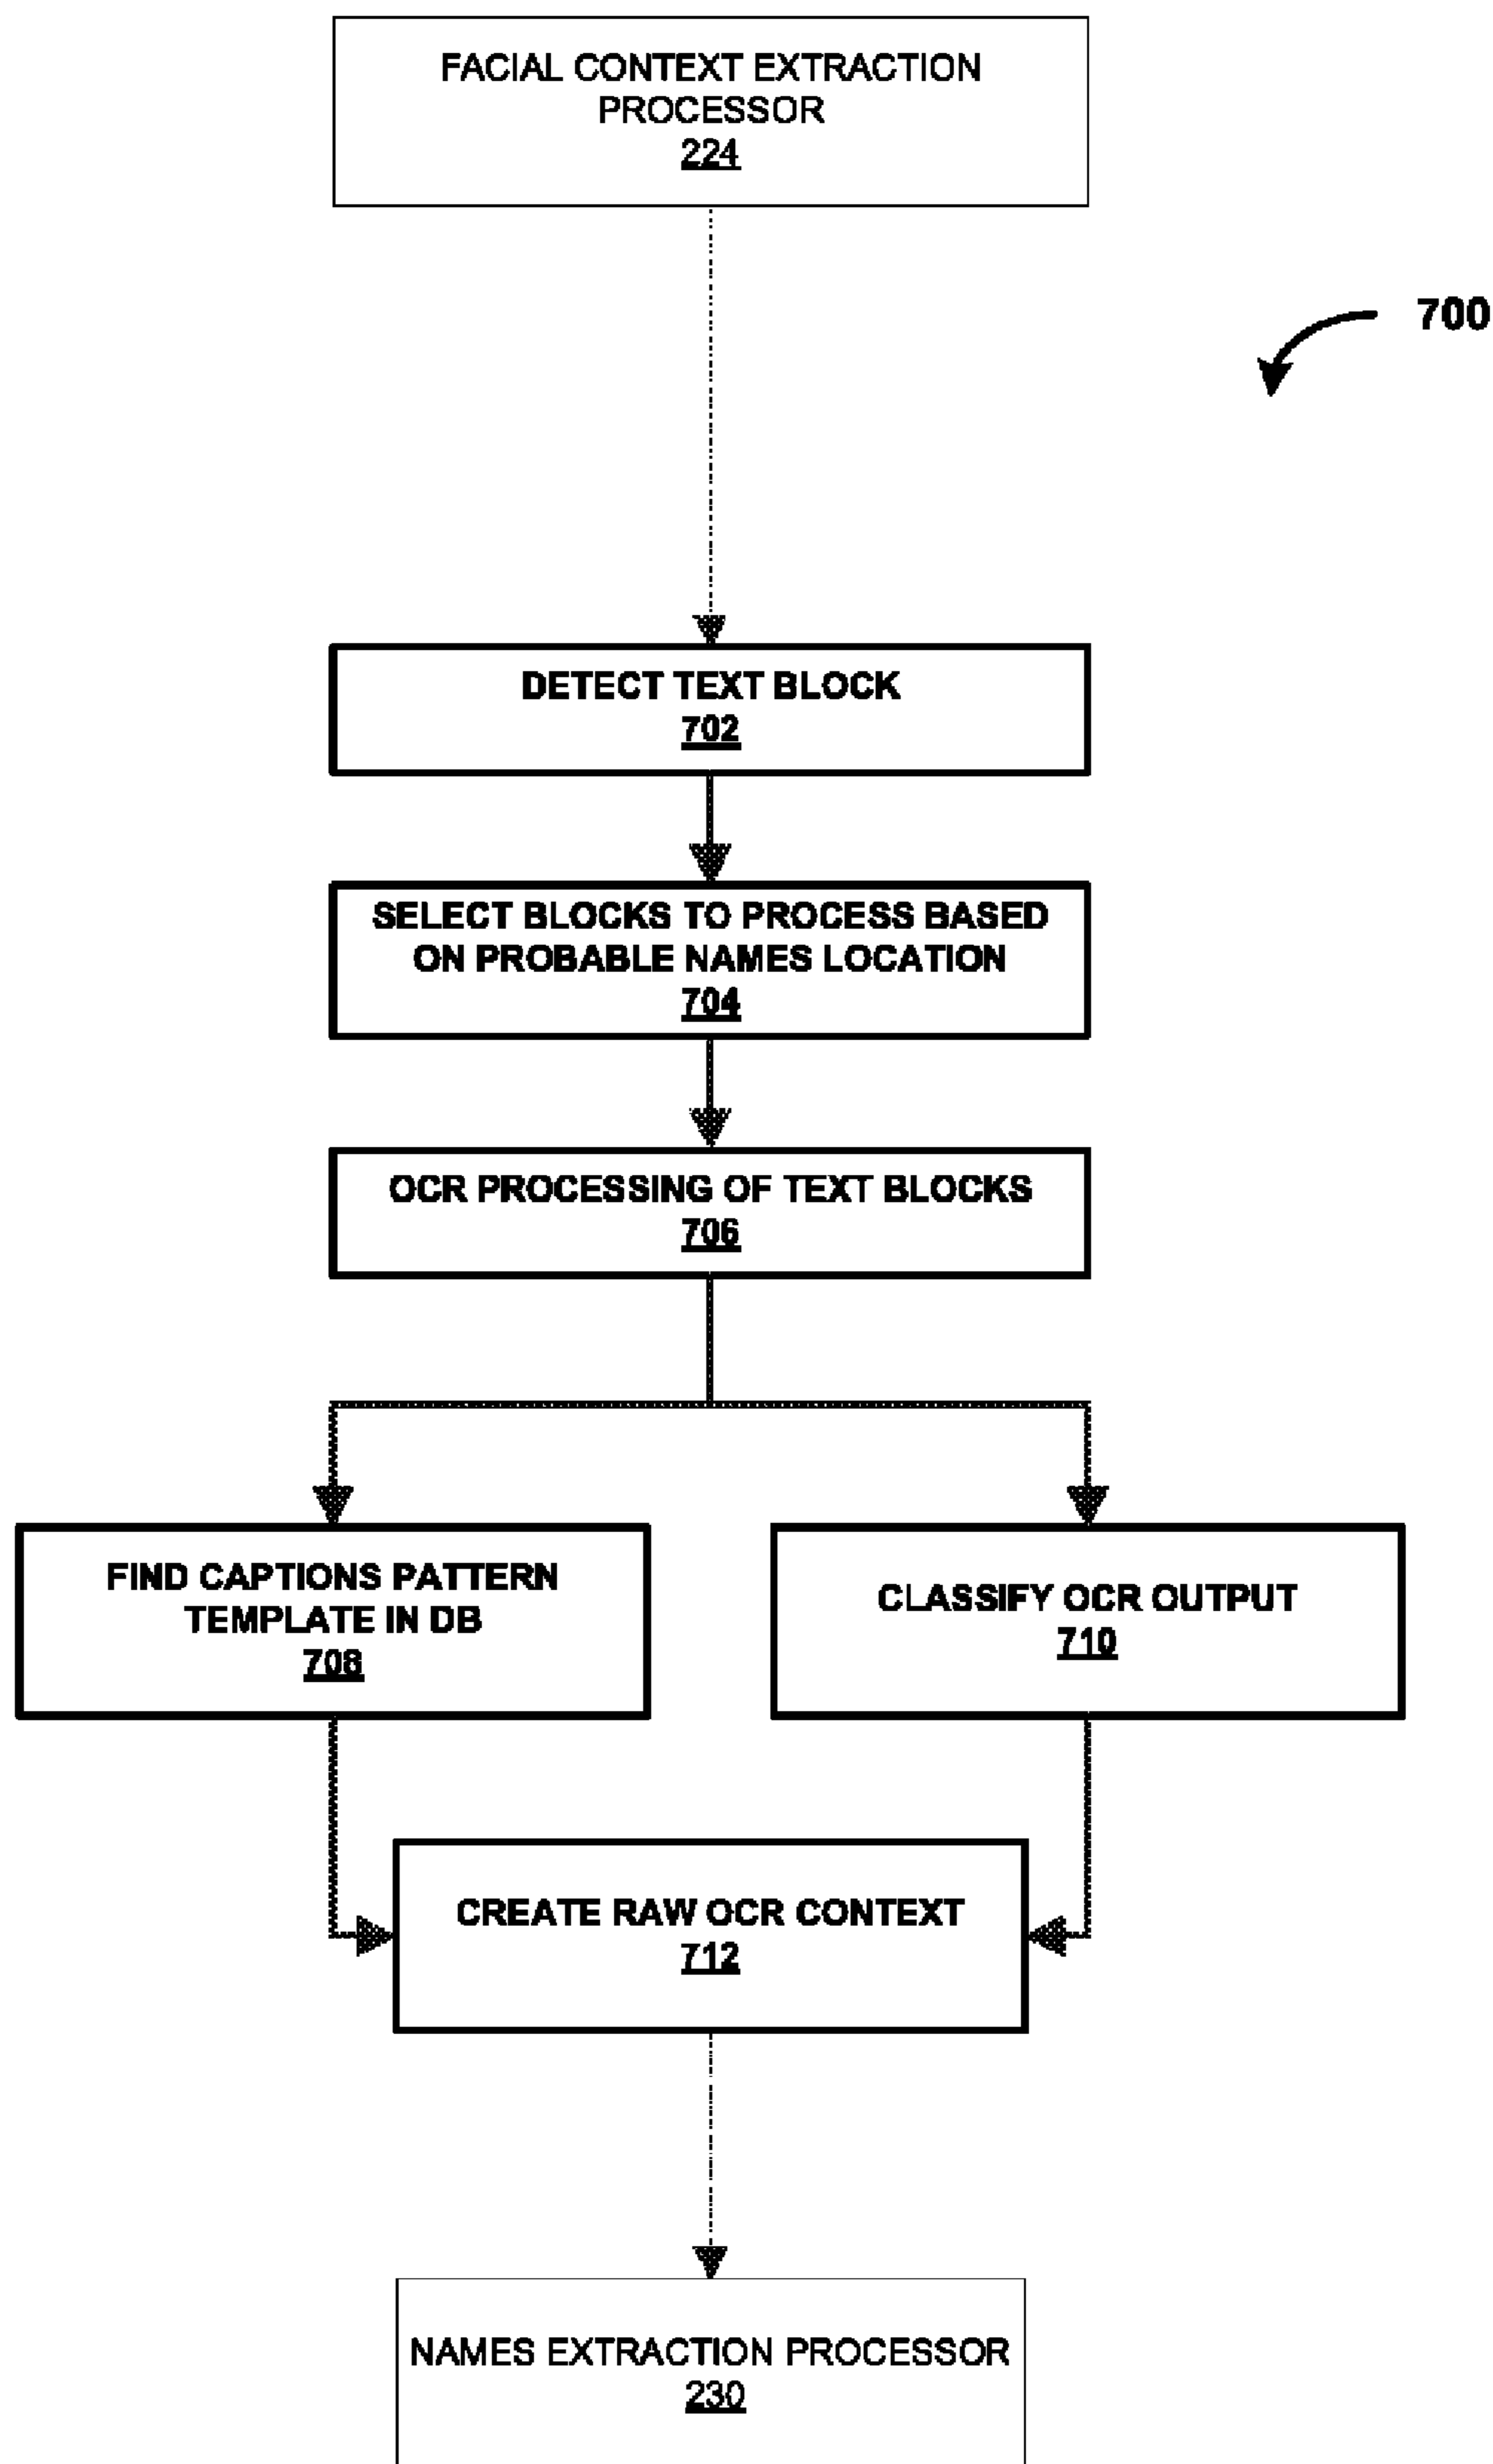 FACIAL CONTEXT EXTRACTION
PROCESSOR
224
700
DETECT TEXT BLOCK
702
SELECT BLOCKS TO PROCESS BASED
ON PROBABLE NAMES LOCATION
704
OCR PROCESSING OF TEXT BLOCKS
706
FIND CAPTIONS PATTERN
TEMPLATE IN DB
708
CLASSIFY OCR OUTPUT
710
CREATE RAW OCR CONTEXT
712
NAMES EXTRACTION PROCESSOR
230